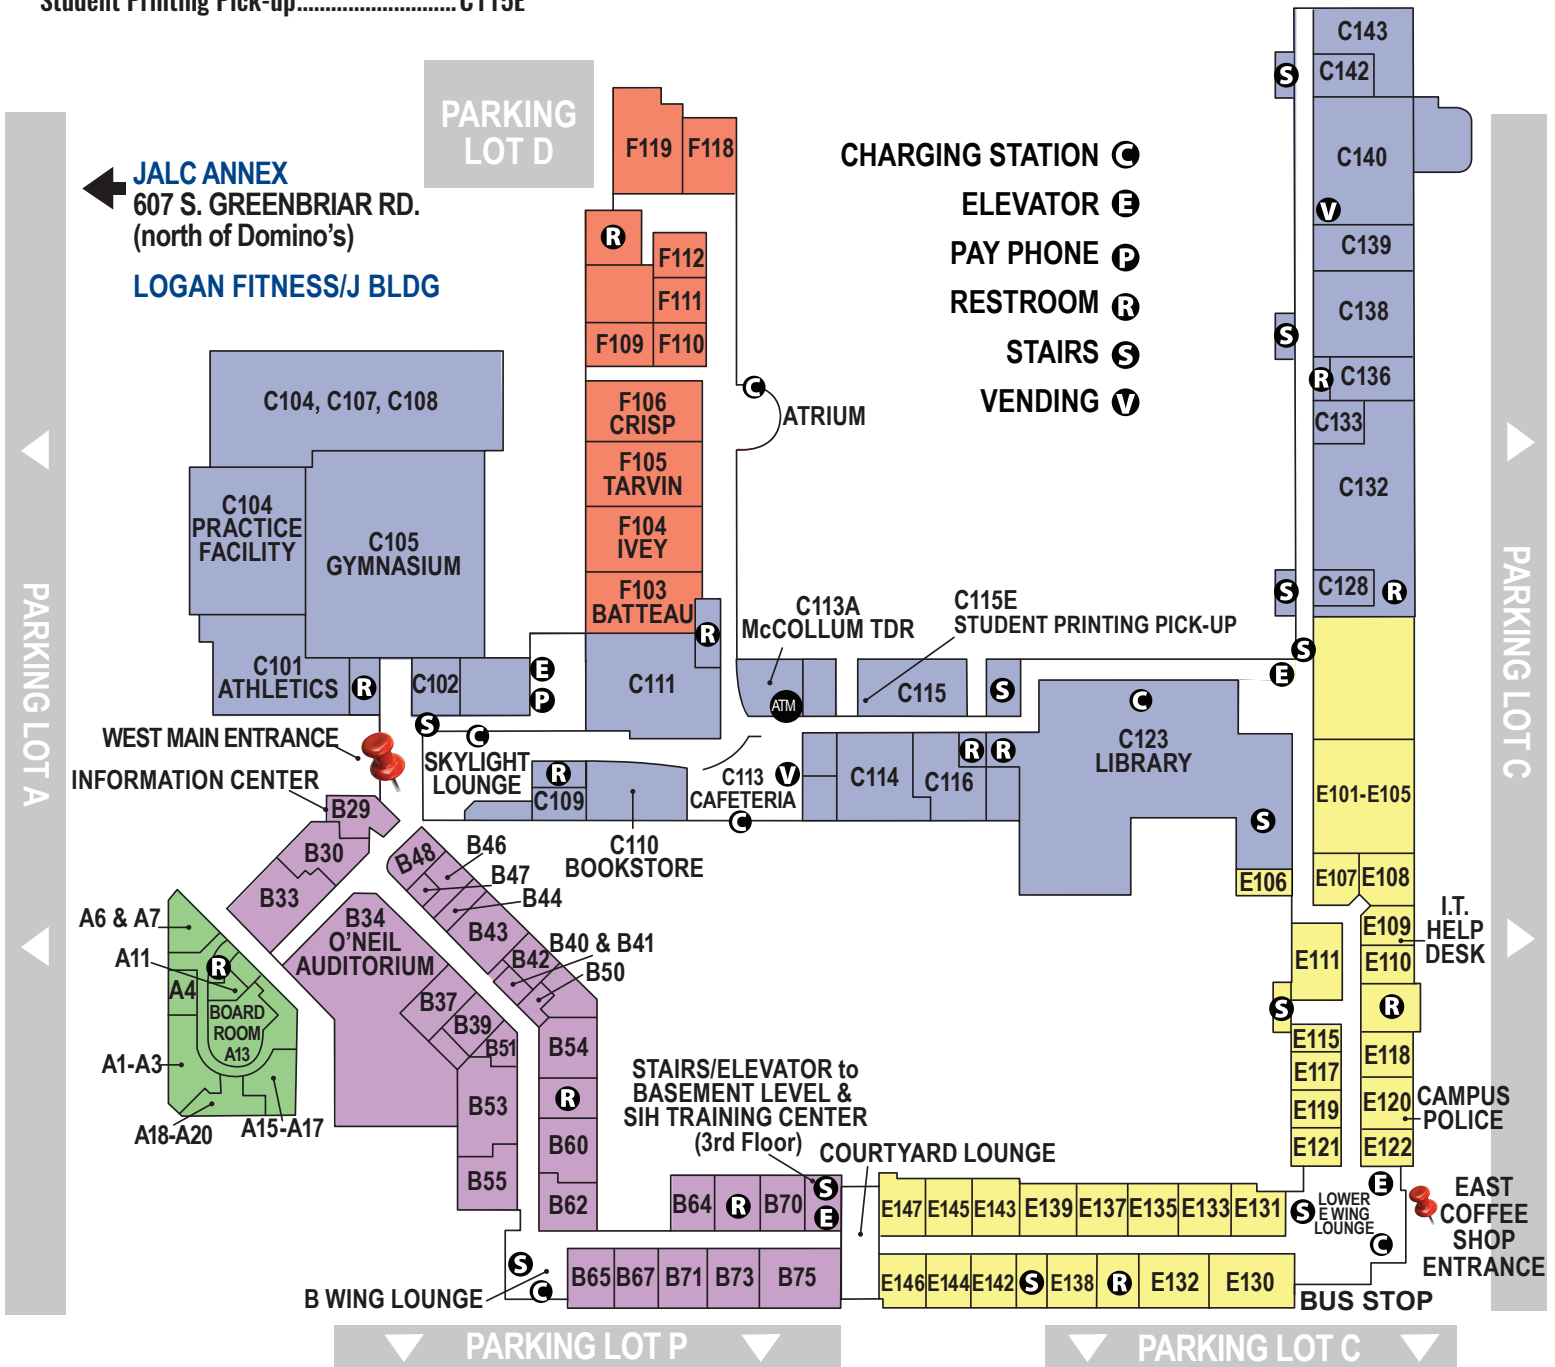 Student Printing Pick-up............................C115E
PARKING
LOT D
JALC ANNEX
607 S. GREENBRIAR RD.
(north of Domino's)
LOGAN FITNESS/J BLDG
CHARGING STATION C
ELEVATOR E
PAY PHONE P
RESTROOM R
STAIRS S
VENDING V
F119
F118
R
F112
F111
F109
F110
F106
CRISP
F105
TARVIN
F104
IVEY
F103
BATTEAU
R
C
ATRIUM
C143
S
C142
C140
V
C139
C138
S
R
C136
C133
C132
S
C128
R
S
E
PARKING LOT A
PARKING LOT C
C104, C107, C108
C104
PRACTICE
FACILITY
C105
GYMNASIUM
C101
ATHLETICS
R
C102
E
P
S
C
SKYLIGHT
LOUNGE
C111
C113A
McCOLLUM TDR
ATM
C115E
STUDENT PRINTING PICK-UP
C115
S
C
C123
LIBRARY
S
WEST MAIN ENTRANCE
INFORMATION CENTER
R
C109
C110
BOOKSTORE
C113
CAFETERIA
V
C
C114
C116
R
R
E101-E105
E106
E107
E108
E109
I.T.
HELP
DESK
E110
E111
R
S
E115
E117
E118
E119
E120
CAMPUS
POLICE
E121
E122
B29
B30
B33
B48
B46
B47
B44
B43
B42
B40 & B41
B50
B34
O'NEIL
AUDITORIUM
B37
B39
B51
B54
R
B53
B60
B55
B62
A6 & A7
A11
R
A4
BOARD
ROOM
A13
A1-A3
A18-A20
A15-A17
STAIRS/ELEVATOR to
BASEMENT LEVEL &
SIH TRAINING CENTER
(3rd Floor)
COURTYARD LOUNGE
B64
R
B70
S
E
E147
E145
E143
E139
E137
E135
E133
E131
S
LOWER
E WING
LOUNGE
E
C
EAST
COFFEE
SHOP
ENTRANCE
S
C
B WING LOUNGE
B65
B67
B71
B73
B75
E146
E144
E142
S
E138
R
E132
E130
BUS STOP
PARKING LOT P
PARKING LOT C